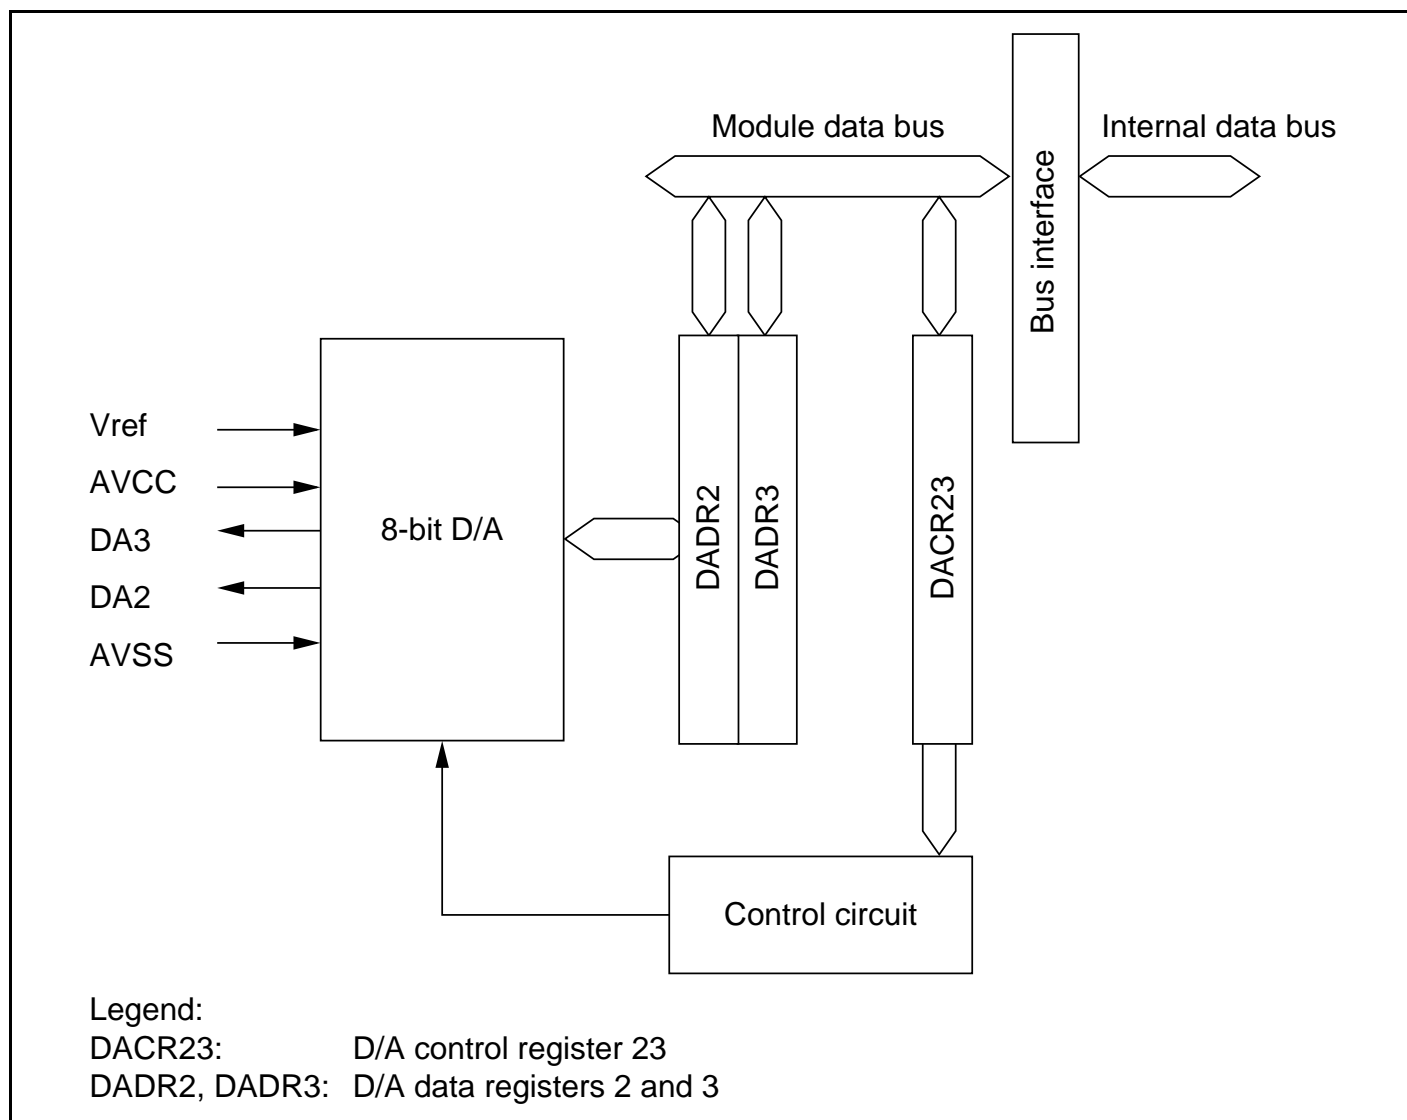 Module data bus
Internal data bus
Bus interface
Vref
AVCC
DA3
DA2
AVSS
8-bit D/A
DADR2
DADR3
DACR23
Control circuit
Legend:
DACR23: D/A control register 23
DADR2, DADR3: D/A data registers 2 and 3